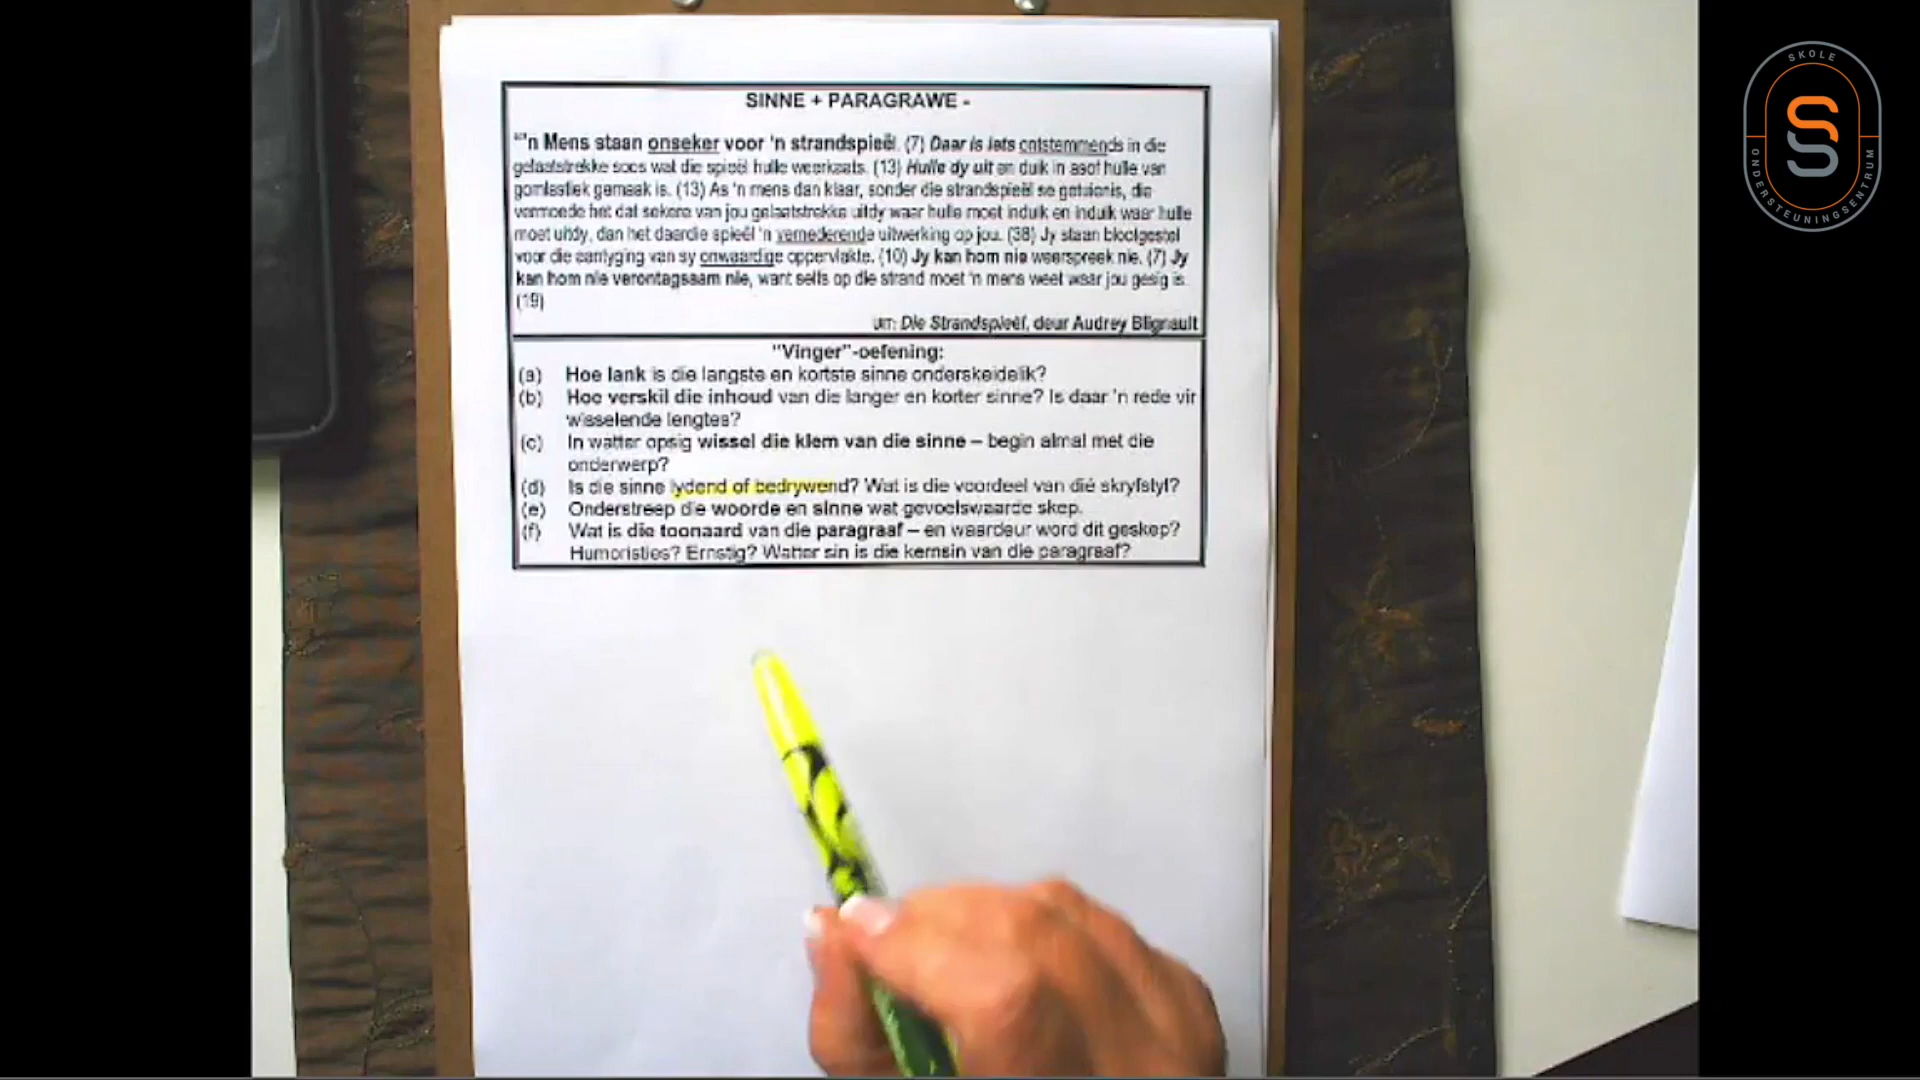 SINNE + PARAGRAWE -
"'n Mens staan onseker voor 'n strandspieël. (7) Daar is iets ontstemmends in die
gelaatstrekke soos wat die spieël hulle weerkaats. (13) Hulle dy uit en duik in asof hulle van
gomlastiek gemaak is. (13) As 'n mens dan klaar, sonder die strandspieël se getuienis, die
vermoede het dat sekere van jou gelaatstrekke uitdy waar hulle moet induik en induik waar hulle
moet uitdy, dan het daardie spieël 'n vernederende uitwerking op jou. (38) Jy staan blootgestel
voor die aantyging van sy onwaardige oppervlakte. (10) Jy kan hom nie weerspreek nie. (7) Jy
kan hom nie verontagsaam nie, want selfs op die strand moet 'n mens weet waar jou gesig is.
(19)
UIT: Die Strandspieël, deur Audrey Blignault
"Vinger"-oefening:
(a) Hoe lank is die langste en kortste sinne onderskeidelik?
(b) Hoe verskil die inhoud van die langer en korter sinne? Is daar 'n rede vir
wisselende lengtes?
(c) In watter opsig wissel die klem van die sinne – begin almal met die
onderwerp?
(d) Is die sinne lydend of bedrywend? Wat is die voordeel van dié skryfstyl?
(e) Onderstreep die woorde en sinne wat gevoelswaarde skep.
(f) Wat is die toonaard van die paragraaf – en waardeur word dit geskep?
Humoristies? Ernstig? Watter sin is die kernsin van die paragraaf?
SKOLE
SS
ONDERSTEUNINGSENTRUM